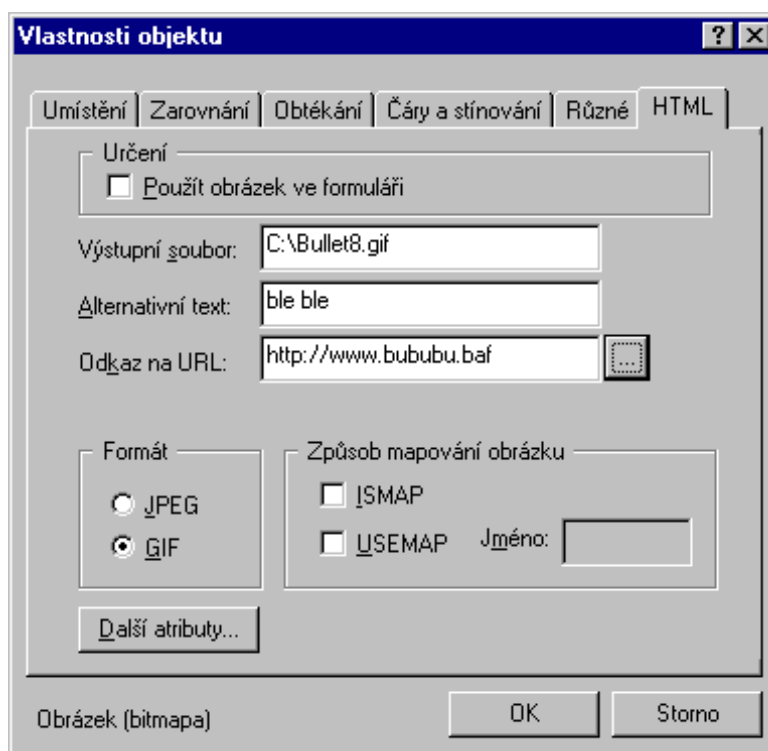 Vlastnosti objektu
Umístění Zarovnání Obtékání Čáry a stínování Různé HTML
Určení
Použít obrázek ve formuláři
Výstupní soubor: C:\Bullet8.gif
Alternativní text: ble ble
Odkaz na URL: http://www.bububu.baf ...
Formát Způsob mapování obrázku
JPEG ISMAP
GIF USEMAP Jméno:
Další atributy...
Obrázek (bitmapa) OK Storno